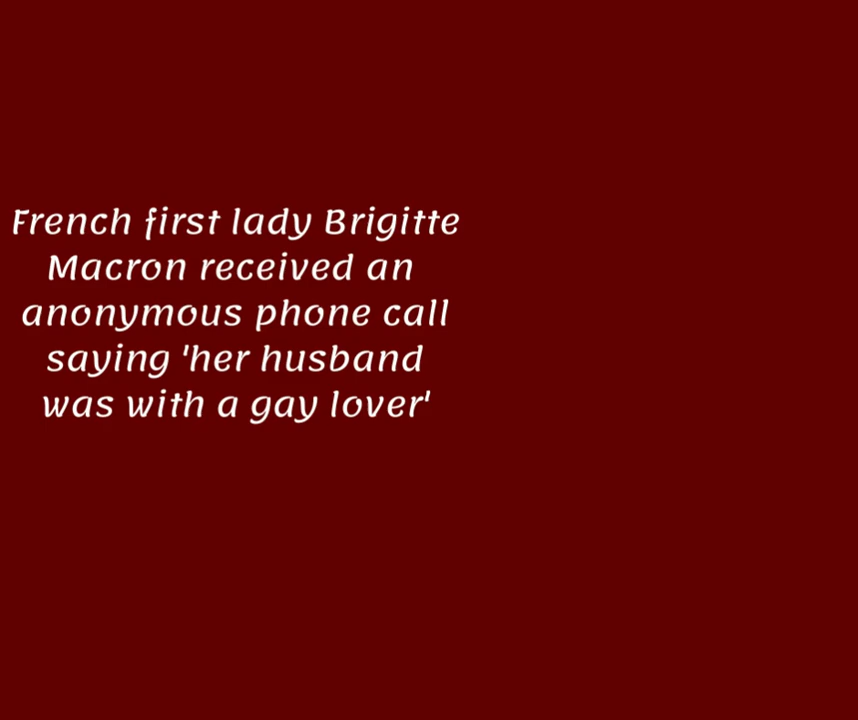 French first lady Brigitte
Macron received an
anonymous phone call
saying 'her husband
was with a gay lover'